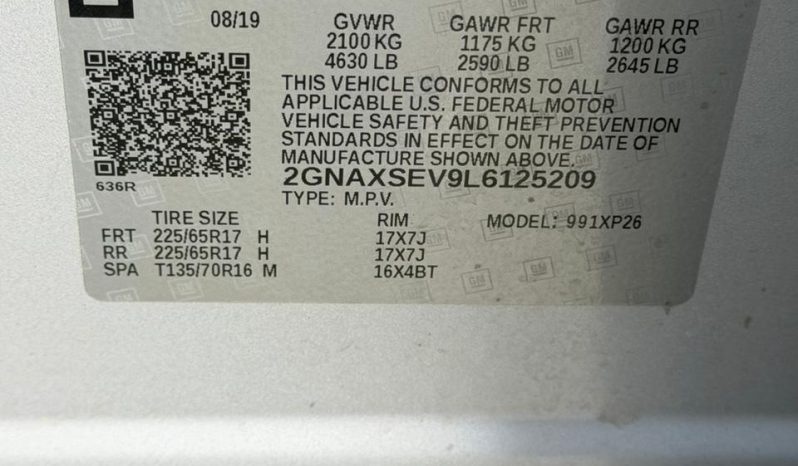 08/19 GVWR GAWR FRT GAWR RR
2100 KG 1175 KG 1200 KG
4630 LB 2590 LB 2645 LB
THIS VEHICLE CONFORMS TO ALL
APPLICABLE U.S. FEDERAL MOTOR
VEHICLE SAFETY AND THEFT PREVENTION
STANDARDS IN EFFECT ON THE DATE OF
MANUFACTURE SHOWN ABOVE.
636R
2GNAXSEV9L6125209
TYPE: M.P.V.
TIRE SIZE RIM MODEL: 991XP26
FRT 225/65R17 H 17X7J
RR 225/65R17 H 17X7J
SPA T135/70R16 M 16X4BT